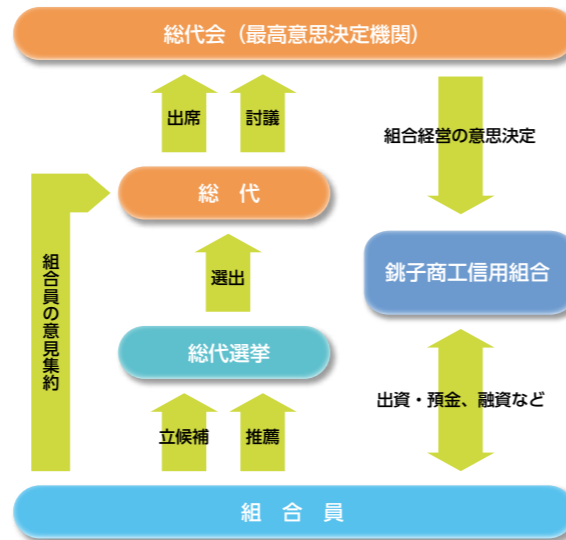 総代会（最高意思決定機関）
出席
討議
組合経営の意思決定
総　代
組合員の意見集約
選出
銚子商工信用組合
総代選挙
出資・預金、融資など
立候補
推薦
組　合　員